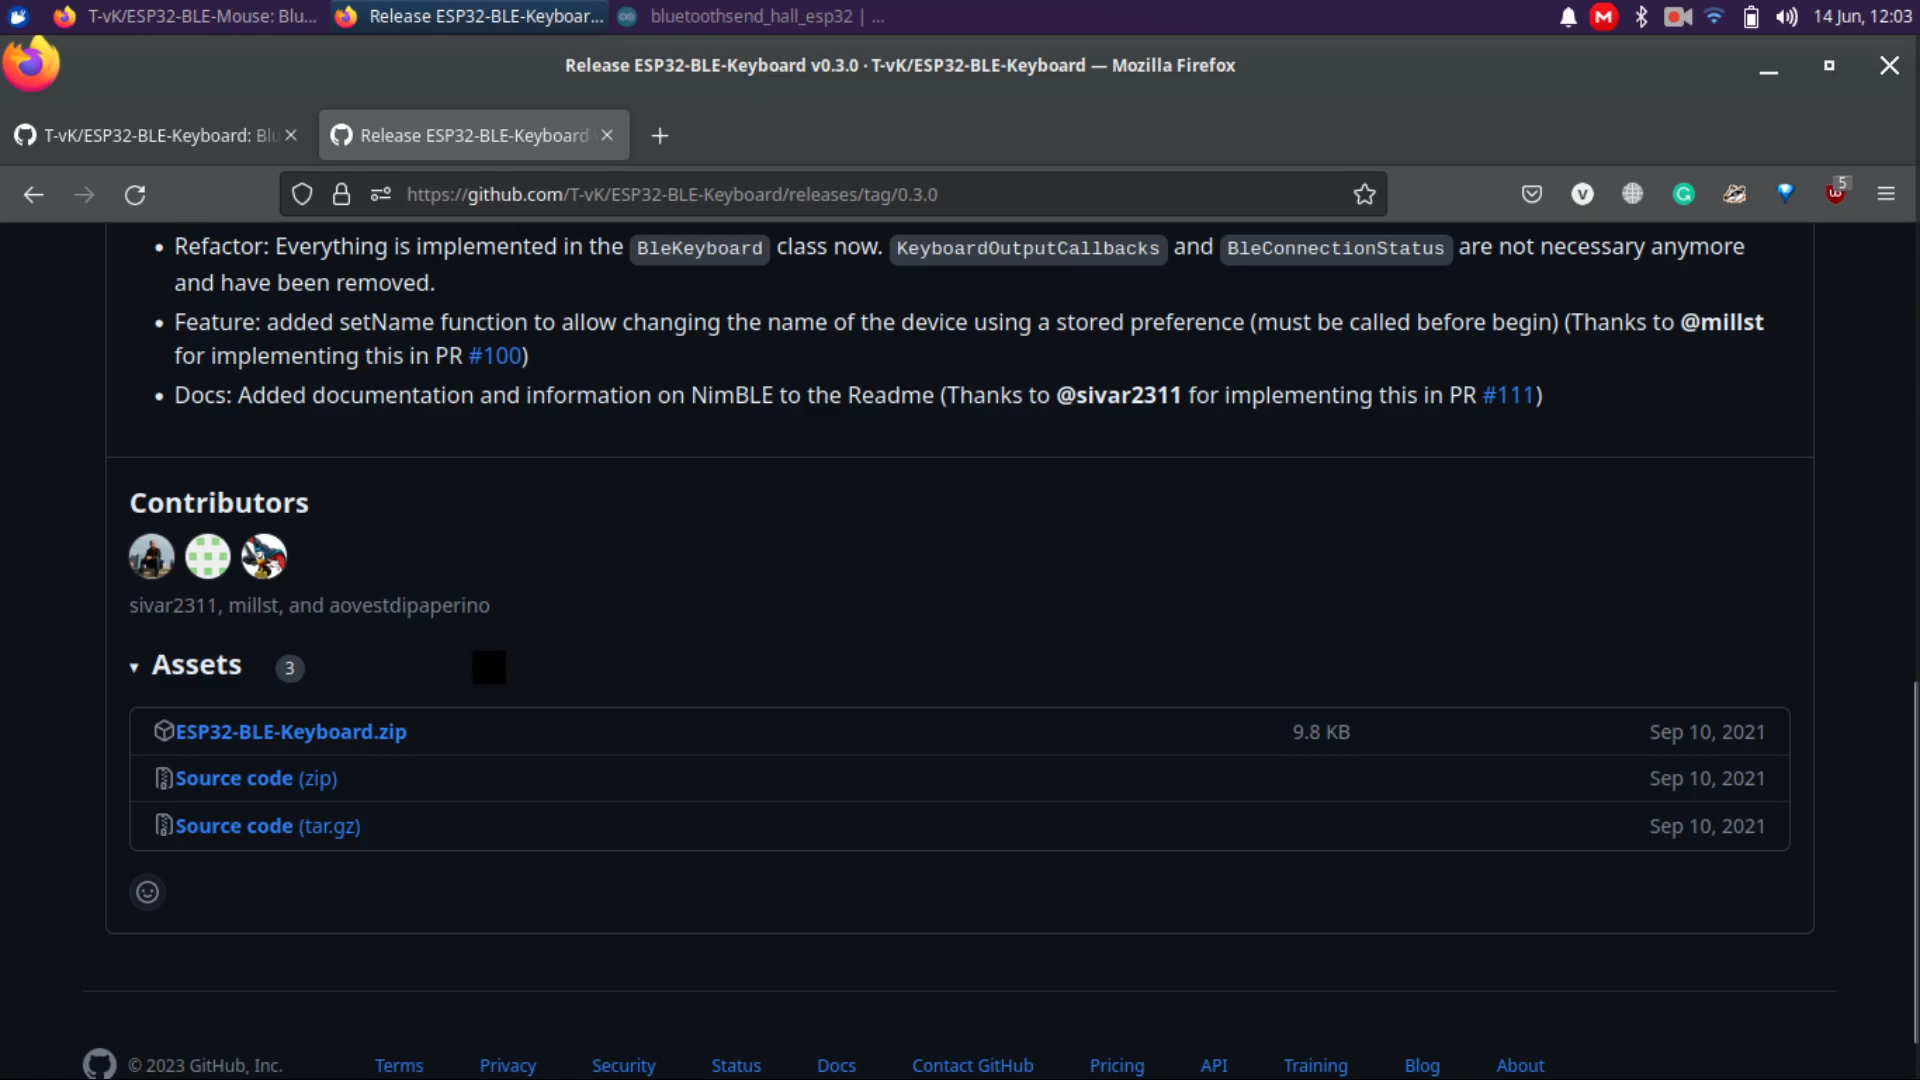 T-vK/ESP32-BLE-Mouse: Blu...
Release ESP32-BLE-Keyboar...
bluetoothsend_hall_esp32 | ...
14 Jun, 12:03
Release ESP32-BLE-Keyboard v0.3.0 · T-vK/ESP32-BLE-Keyboard — Mozilla Firefox
T-vK/ESP32-BLE-Keyboard: Blu
Release ESP32-BLE-Keyboard
https://github.com/T-vK/ESP32-BLE-Keyboard/releases/tag/0.3.0
5
• Refactor: Everything is implemented in the BleKeyboard class now. KeyboardOutputCallbacks and BleConnectionStatus are not necessary anymore
and have been removed.
• Feature: added setName function to allow changing the name of the device using a stored preference (must be called before begin) (Thanks to @millst
for implementing this in PR #100)
• Docs: Added documentation and information on NimBLE to the Readme (Thanks to @sivar2311 for implementing this in PR #111)
Contributors
sivar2311, millst, and aovestdipaperino
Assets 3
ESP32-BLE-Keyboard.zip 9.8 KB Sep 10, 2021
Source code (zip) Sep 10, 2021
Source code (tar.gz) Sep 10, 2021
© 2023 GitHub, Inc. Terms Privacy Security Status Docs Contact GitHub Pricing API Training Blog About